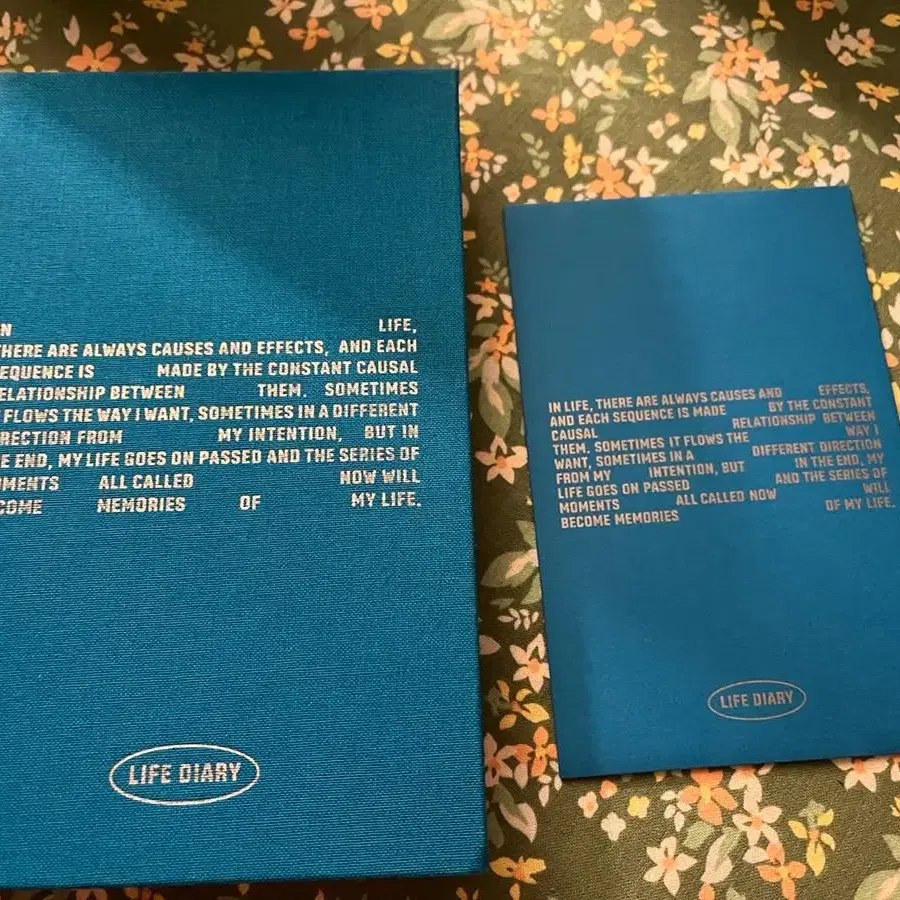 N LIFE,
HERE ARE ALWAYS CAUSES AND EFFECTS, AND EACH
EQUENCE IS MADE BY THE CONSTANT CAUSAL
ELATIONSHIP BETWEEN THEM. SOMETIMES
FLOWS THE WAY I WANT, SOMETIMES IN A DIFFERENT
RECTION FROM MY INTENTION, BUT IN
E END, MY LIFE GOES ON PASSED AND THE SERIES OF
OMENTS ALL CALLED NOW WILL
COME MEMORIES OF MY LIFE.
LIFE DIARY
IN LIFE, THERE ARE ALWAYS CAUSES AND EFFECTS,
AND EACH SEQUENCE IS MADE BY THE CONSTANT
CAUSAL RELATIONSHIP BETWEEN
THEM. SOMETIMES IT FLOWS THE WAY I
WANT, SOMETIMES IN A DIFFERENT DIRECTION
FROM MY INTENTION, BUT IN THE END, MY
LIFE GOES ON PASSED AND THE SERIES OF
MOMENTS ALL CALLED NOW WILL
BECOME MEMORIES OF MY LIFE.
LIFE DIARY